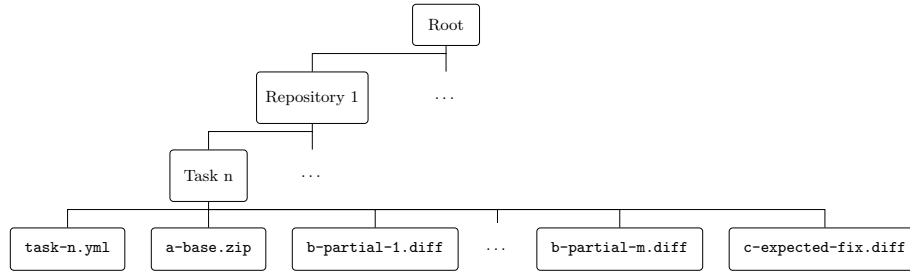 Root
Repository 1 ...
Task n ...
task-n.yml a-base.zip b-partial-1.diff ... b-partial-m.diff c-expected-fix.diff